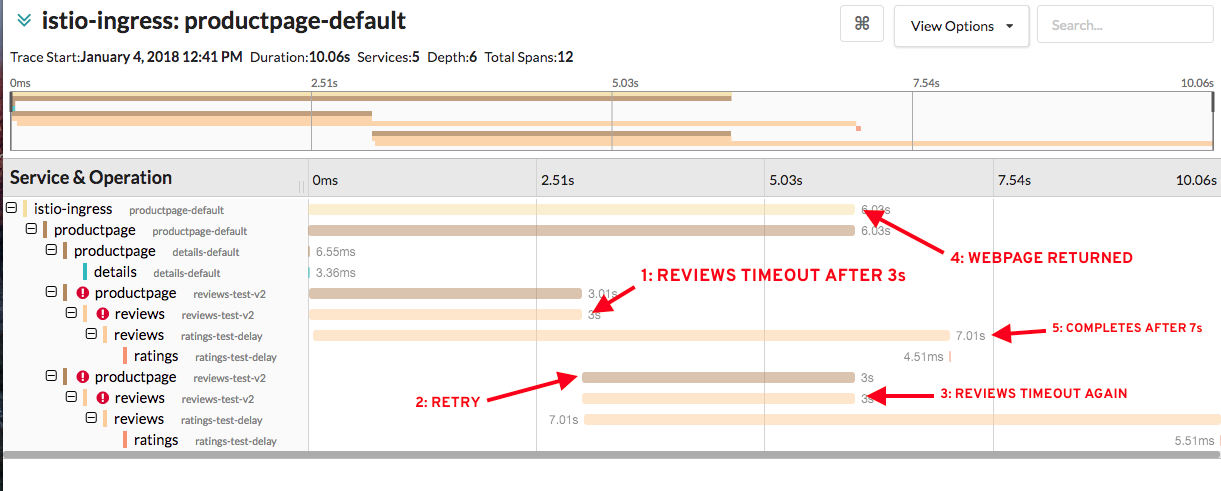 istio-ingress: productpage-default
⌘
View Options
Search...
Trace Start:January 4, 2018 12:41 PM Duration:10.06s Services:5 Depth:6 Total Spans:12
0ms 2.51s 5.03s 7.54s 10.06s
Service & Operation 0ms 2.51s 5.03s 7.54s 10.06s
istio-ingress productpage-default 6.03s
productpage productpage-default 6.03s
productpage details-default 6.55ms
4: WEBPAGE RETURNED
details details-default 3.36ms
1: REVIEWS TIMEOUT AFTER 3s
productpage reviews-test-v2 3.01s
reviews reviews-test-v2 3s
5: COMPLETES AFTER 7s
reviews ratings-test-delay 7.01s
ratings ratings-test-delay 4.51ms
productpage reviews-test-v2 3s
2: RETRY
3: REVIEWS TIMEOUT AGAIN
reviews reviews-test-v2 3s
reviews ratings-test-delay 7.01s
ratings ratings-test-delay 5.51ms